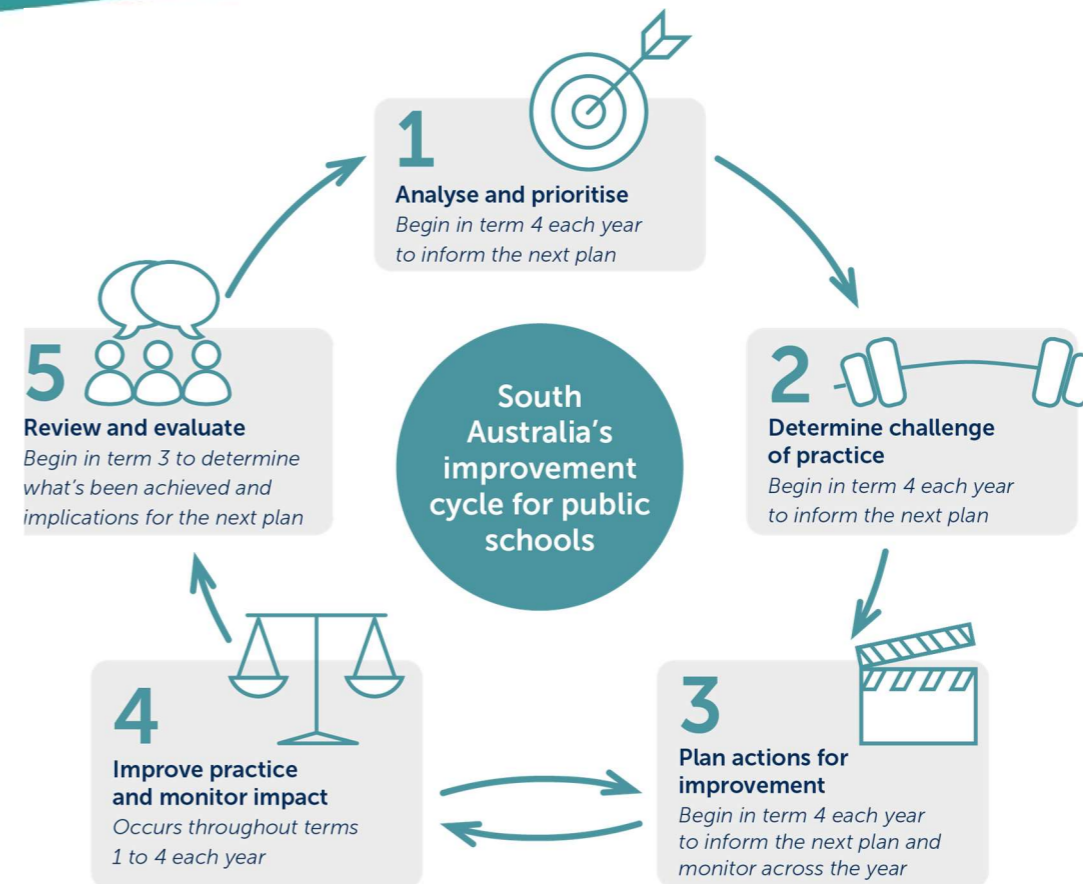 1
Analyse and prioritise
Begin in term 4 each year
to inform the next plan
2
Determine challenge
of practice
Begin in term 4 each year
to inform the next plan
3
Plan actions for
improvement
Begin in term 4 each year
to inform the next plan and
monitor across the year
4
Improve practice
and monitor impact
Occurs throughout terms
1 to 4 each year
5
Review and evaluate
Begin in term 3 to determine
what's been achieved and
implications for the next plan
South
Australia's
improvement
cycle for public
schools